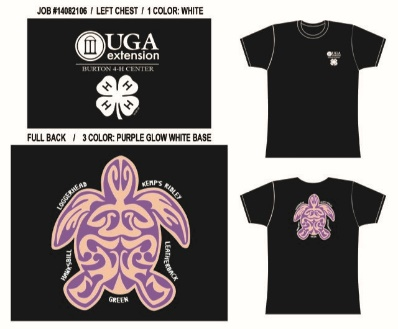 JOB #14082106 / LEFT CHEST / 1 COLOR: WHITE
UGA
extension
BURTON 4-H CENTER
H H
H H
FULL BACK / 3 COLOR: PURPLE GLOW WHITE BASE
LOGGERHEAD
KEMP'S RIDLEY
HAWKSBILL
LEATHERBACK
GREEN
UGA